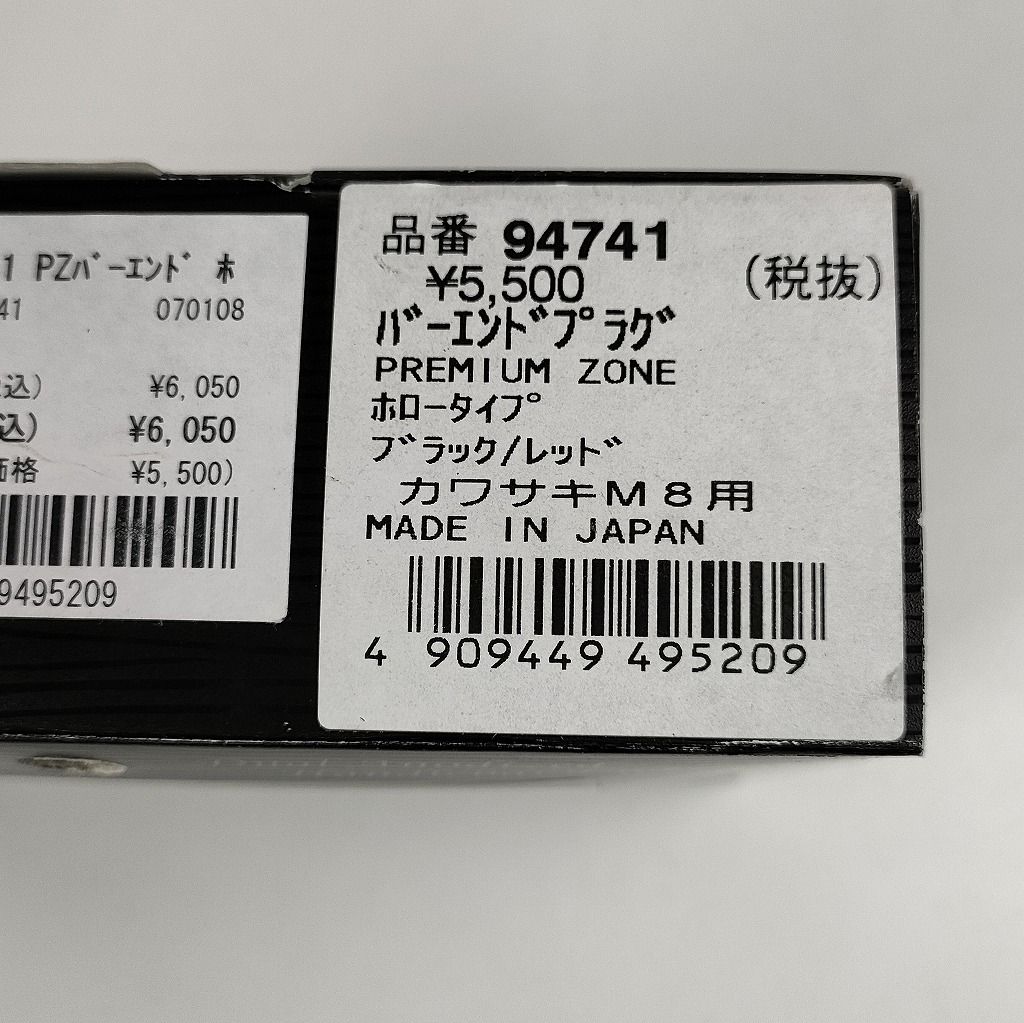 1 PZﾊﾞｰｴﾝﾄﾞ ﾎ
41 070108
込) ¥6,050
込) ¥6,050
価格 ¥5,500)
9495209
品番 94741
¥5,500 (税抜)
ﾊﾞｰｴﾝﾄﾞﾌﾟﾗｸﾞ
PREMIUM ZONE
ﾎﾛｰﾀｲﾌﾟ
ﾌﾞﾗｯｸ/ﾚｯﾄﾞ
カワサキM8用
MADE IN JAPAN
4 909449 495209